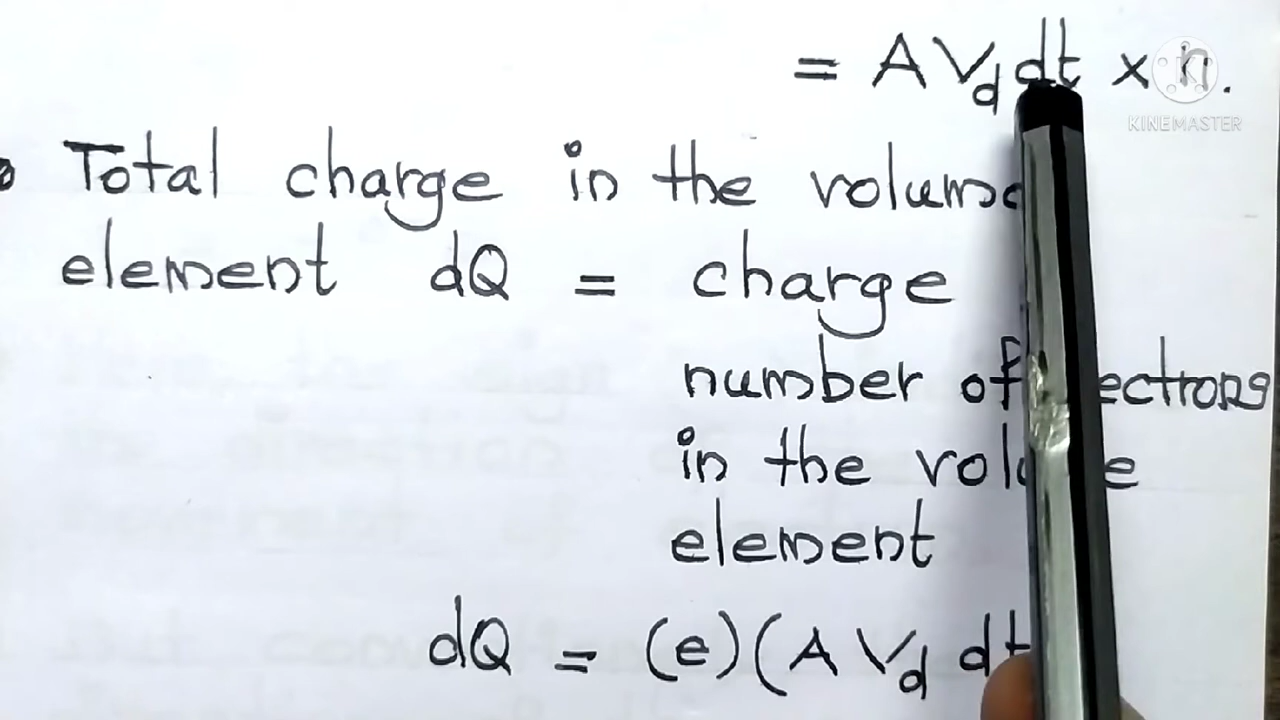 = A Vd dt × n.
KINEMASTER
Total charge in the volume
element dQ = charge
number of
in the volume
element
dQ = (e)(A Vd dt